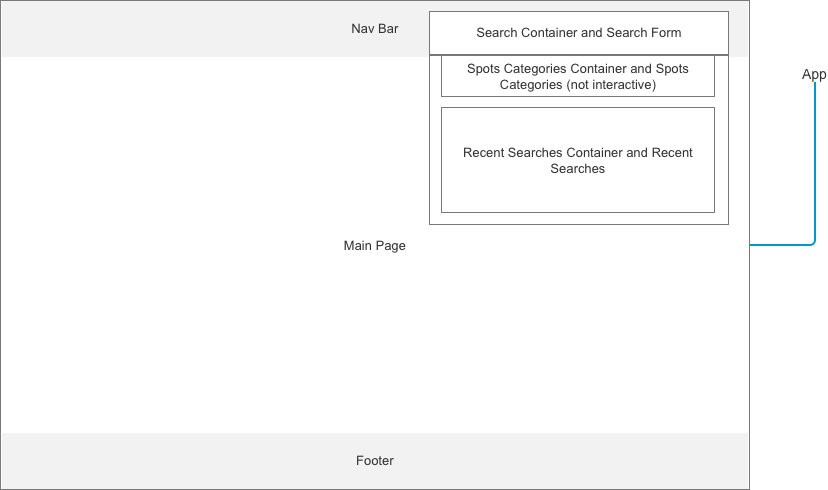 Nav Bar
Search Container and Search Form
Spots Categories Container and Spots
Categories (not interactive)
App
Recent Searches Container and Recent
Searches
Main Page
Footer